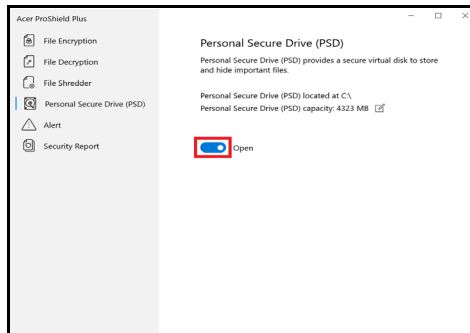 Acer ProShield Plus
File Encryption
File Decryption
File Shredder
Personal Secure Drive (PSD)
Alert
Security Report
Personal Secure Drive (PSD)
Personal Secure Drive (PSD) provides a secure virtual disk to store
and hide important files.
Personal Secure Drive (PSD) located at C:\
Personal Secure Drive (PSD) capacity: 4323 MB
Open